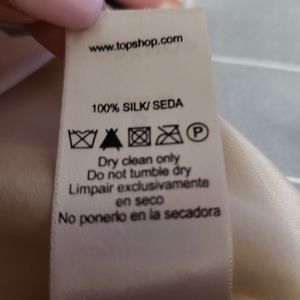 www.topshop.com
100% SILK/ SEDA
P
Dry clean only
Do not tumble dry
Limpair exclusivamente
en seco
No ponerlo en la secadora